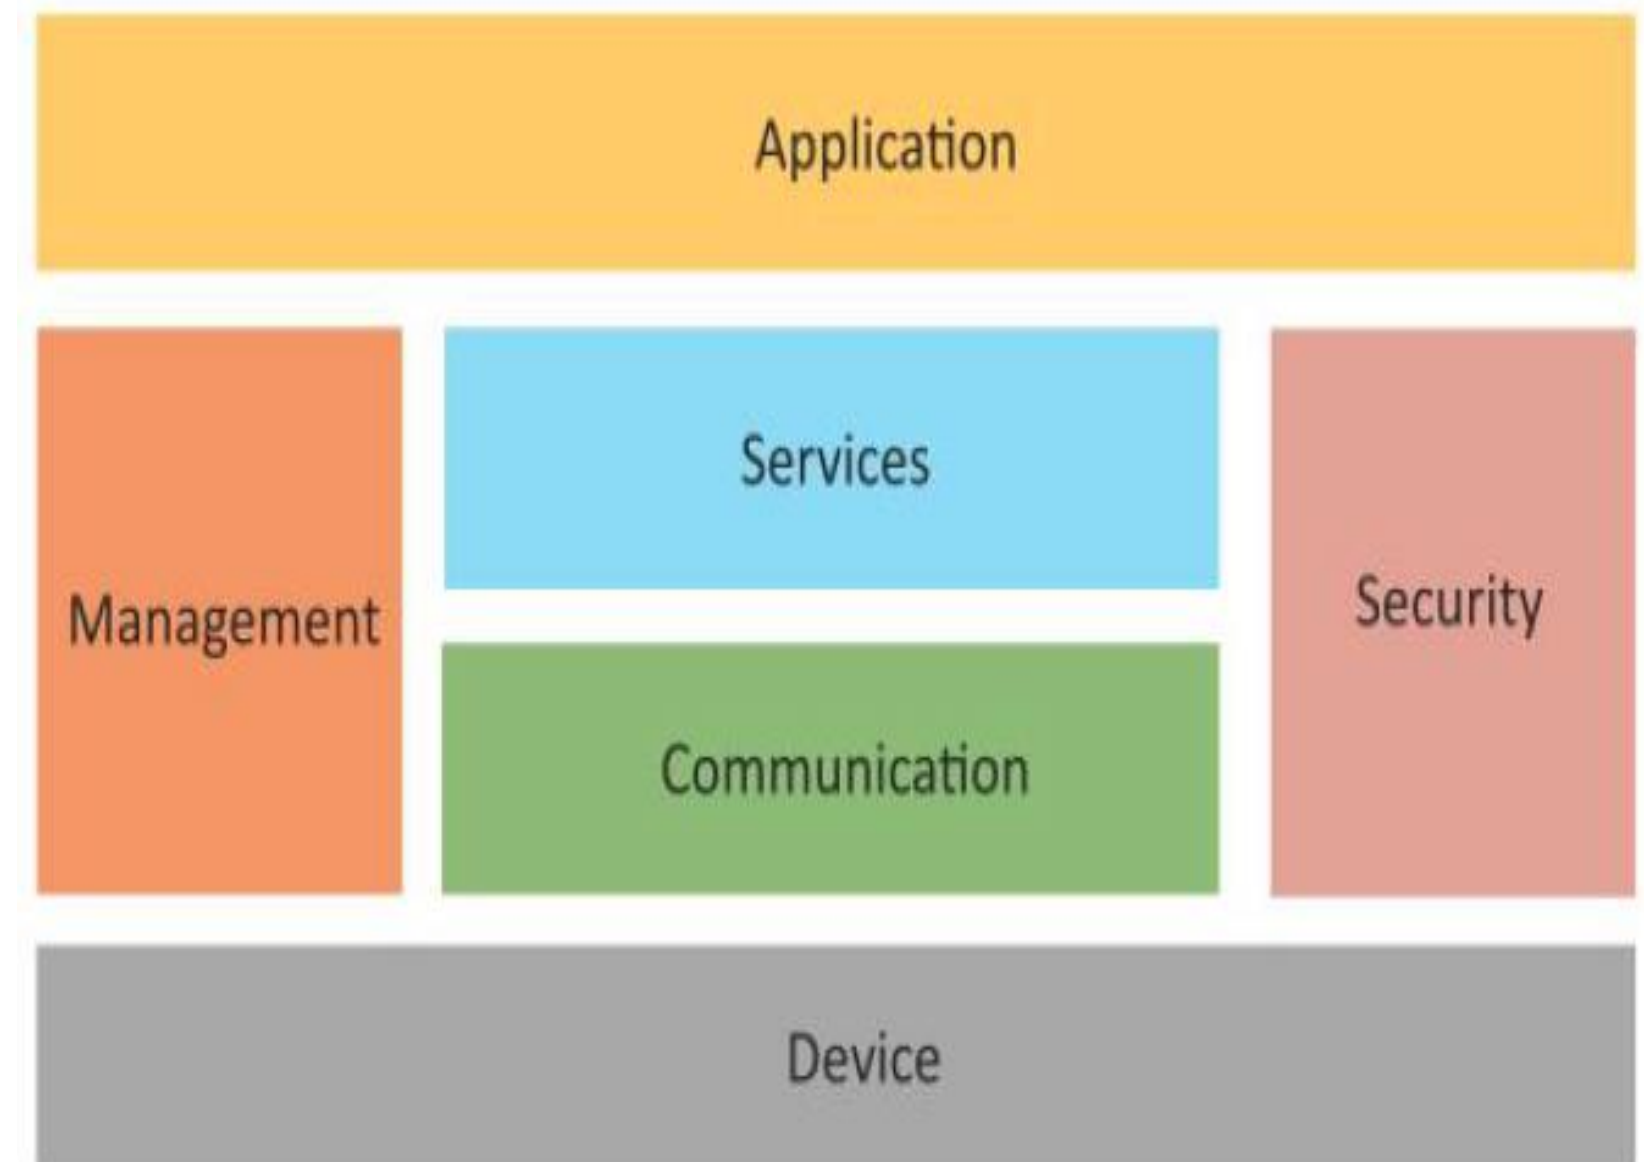 Application
Services
Management
Security
Communication
Device